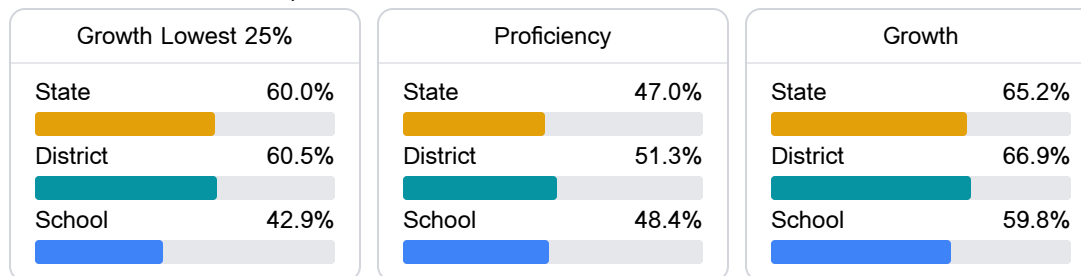 Growth Lowest 25%
State 60.0%
District 60.5%
School 42.9%
Proficiency
State 47.0%
District 51.3%
School 48.4%
Growth
State 65.2%
District 66.9%
School 59.8%